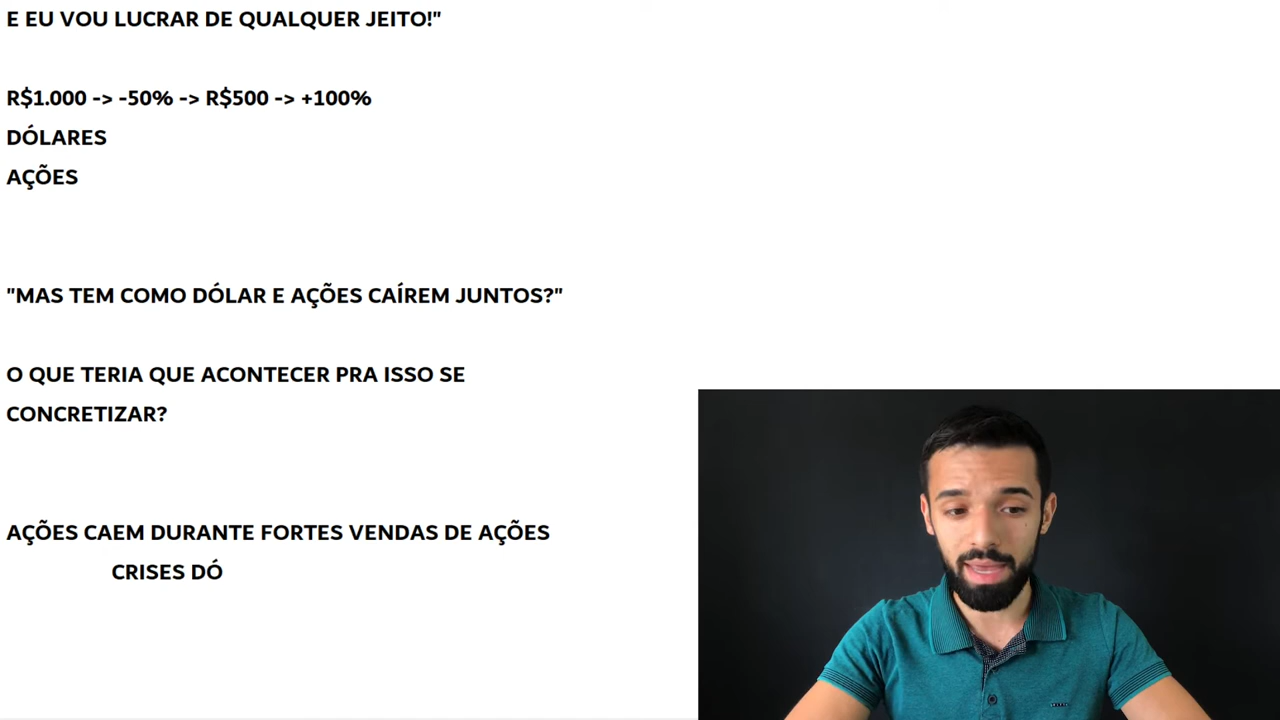 E EU VOU LUCRAR DE QUALQUER JEITO!"
R$1.000 -> -50% -> R$500 -> +100%
DÓLARES
AÇÕES
"MAS TEM COMO DÓLAR E AÇÕES CAÍREM JUNTOS?"
O QUE TERIA QUE ACONTECER PRA ISSO SE
CONCRETIZAR?
AÇÕES CAEM DURANTE FORTES VENDAS DE AÇÕES
CRISES DÓ